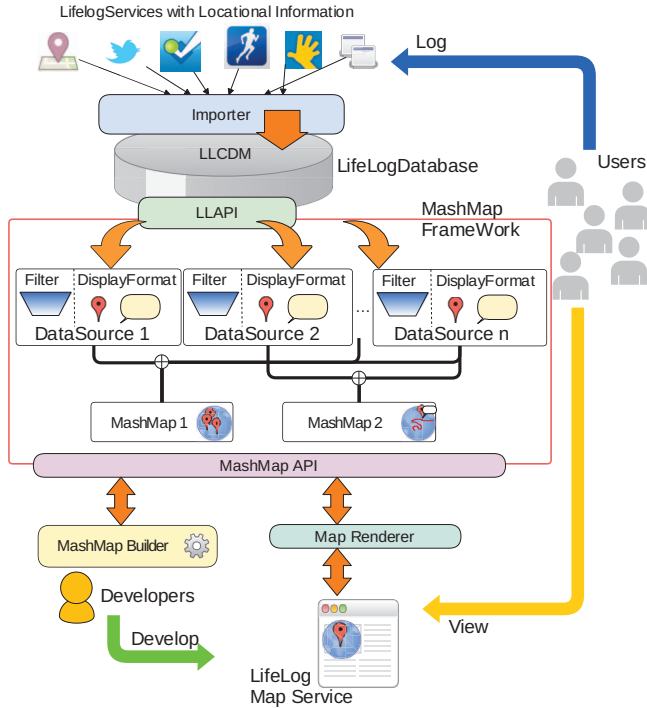 LifelogServices with Locational Information
Log
Importer
LLCDM
LifeLogDatabase
Users
LLAPI
MashMap
FrameWork
Filter
DisplayFormat
DataSource 1
Filter
DisplayFormat
DataSource 2
...
Filter
DisplayFormat
DataSource n
MashMap 1
MashMap 2
MashMap API
MashMap Builder
Map Renderer
Developers
Develop
View
LifeLog
Map Service